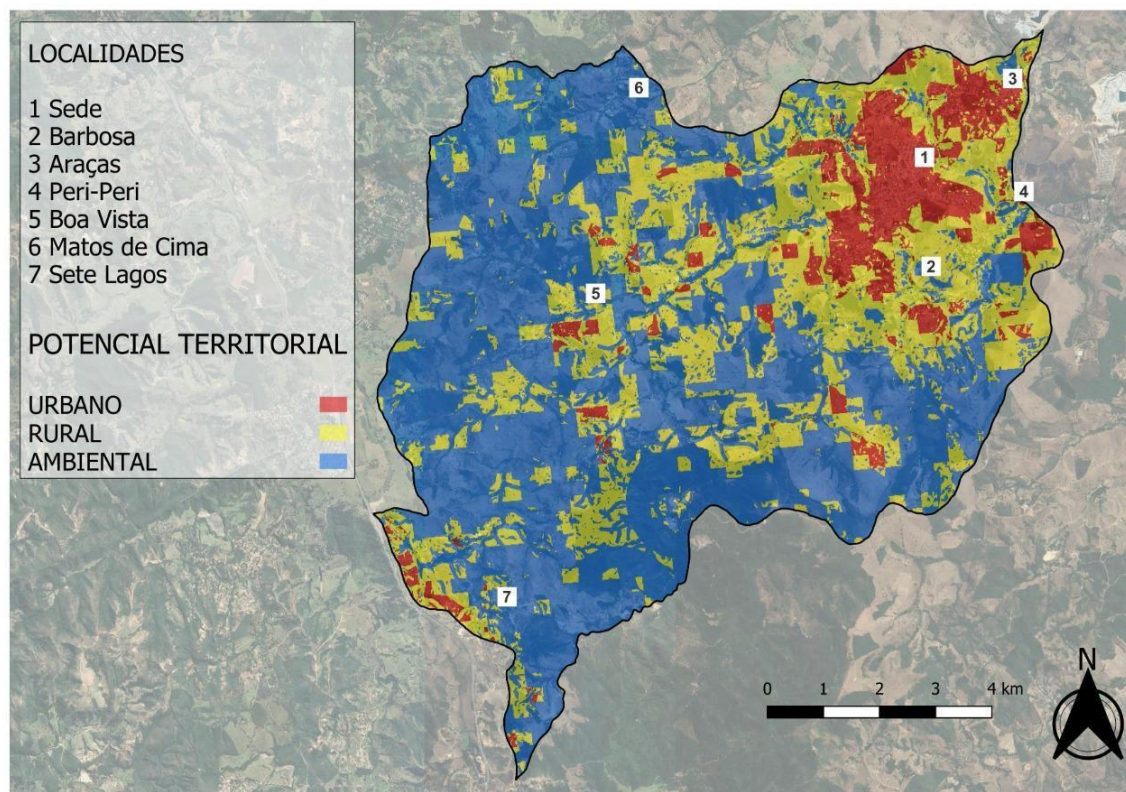 LOCALIDADES
1 Sede
2 Barbosa
3 Araças
4 Peri-Peri
5 Boa Vista
6 Matos de Cima
7 Sete Lagos
POTENCIAL TERRITORIAL
URBANO
RURAL
AMBIENTAL
6
3
1
4
2
5
7
N
0 1 2 3 4 km